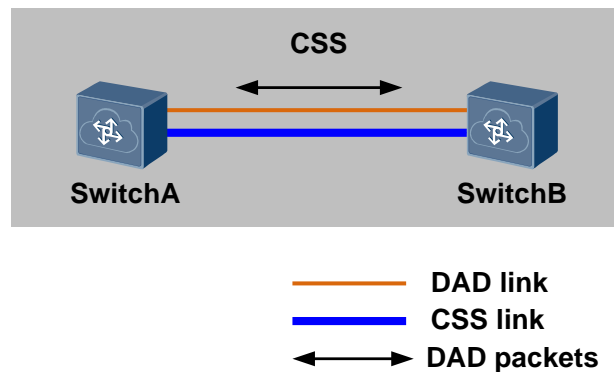 CSS
SwitchA
SwitchB
DAD link
CSS link
DAD packets